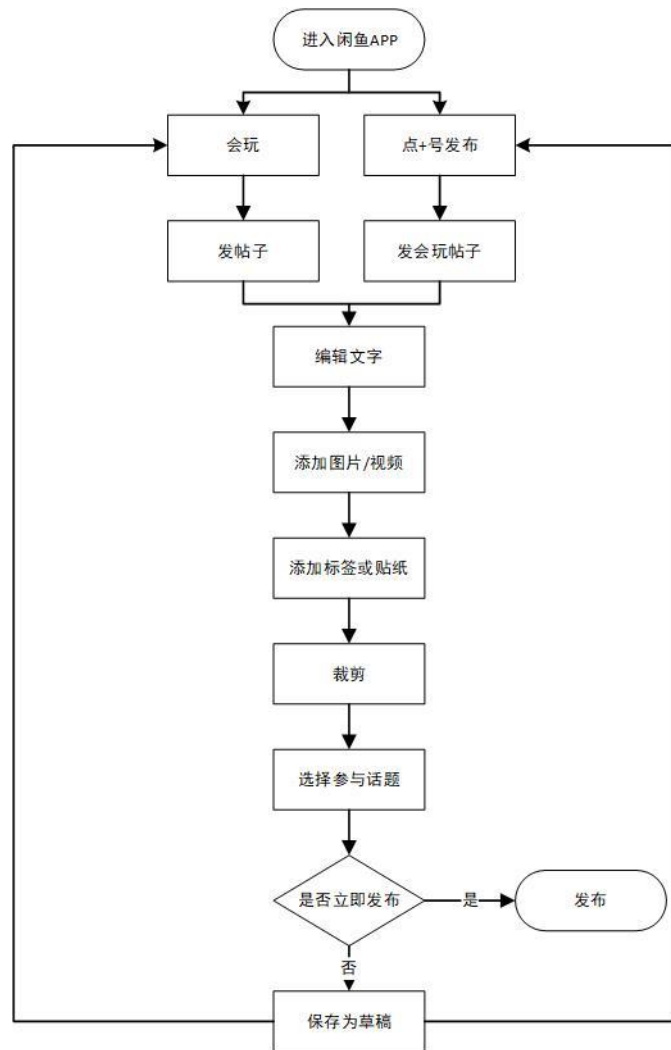 进入闲鱼APP
会玩
点+号发布
发帖子
发会玩帖子
编辑文字
添加图片/视频
添加标签或贴纸
裁剪
选择参与话题
是否立即发布
是
发布
否
保存为草稿